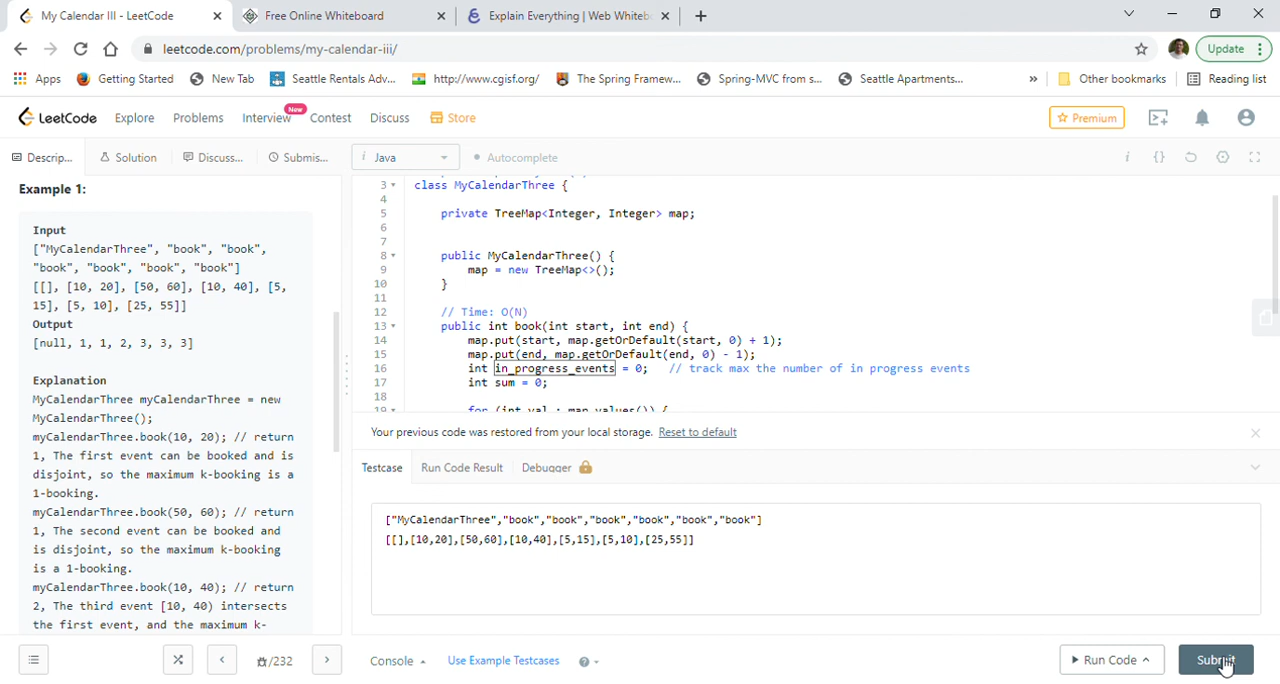 My Calendar III - LeetCode
Free Online Whiteboard
Explain Everything | Web Whiteb
leetcode.com/problems/my-calendar-iii/
Update
Apps
Getting Started
New Tab
Seattle Rentals Adv...
http://www.cgisf.org/
The Spring Framew...
Spring-MVC from s...
Seattle Apartments...
»
Other bookmarks
Reading list
LeetCode
Explore
Problems
Interview
New
Contest
Discuss
Store
Premium
Descrip...
Solution
Discuss...
Submis...
i Java
Autocomplete
i
{}
Example 1:
Input
["MyCalendarThree", "book", "book",
"book", "book", "book", "book"]
[[], [10, 20], [50, 60], [10, 40], [5,
15], [5, 10], [25, 55]]
Output
[null, 1, 1, 2, 3, 3, 3]
Explanation
MyCalendarThree myCalendarThree = new
MyCalendarThree();
myCalendarThree.book(10, 20); // return
1, The first event can be booked and is
disjoint, so the maximum k-booking is a
1-booking.
myCalendarThree.book(50, 60); // return
1, The second event can be booked and
is disjoint, so the maximum k-booking
is a 1-booking.
myCalendarThree.book(10, 40); // return
2, The third event [10, 40) intersects
the first event, and the maximum k-
3 class MyCalendarThree {
4
5 private TreeMap<Integer, Integer> map;
6
7
8 public MyCalendarThree() {
9 map = new TreeMap<>();
10 }
11
12 // Time: O(N)
13 public int book(int start, int end) {
14 map.put(start, map.getOrDefault(start, 0) + 1);
15 map.put(end, map.getOrDefault(end, 0) - 1);
16 int in_progress_events = 0; // track max the number of in progress events
17 int sum = 0;
18
19 for (int val : map.values()) {
Your previous code was restored from your local storage. Reset to default
Testcase
Run Code Result
Debugger
["MyCalendarThree","book","book","book","book","book","book"]
[[],[10,20],[50,60],[10,40],[5,15],[5,10],[25,55]]
/232
Console
Use Example Testcases
?
Run Code
Submit